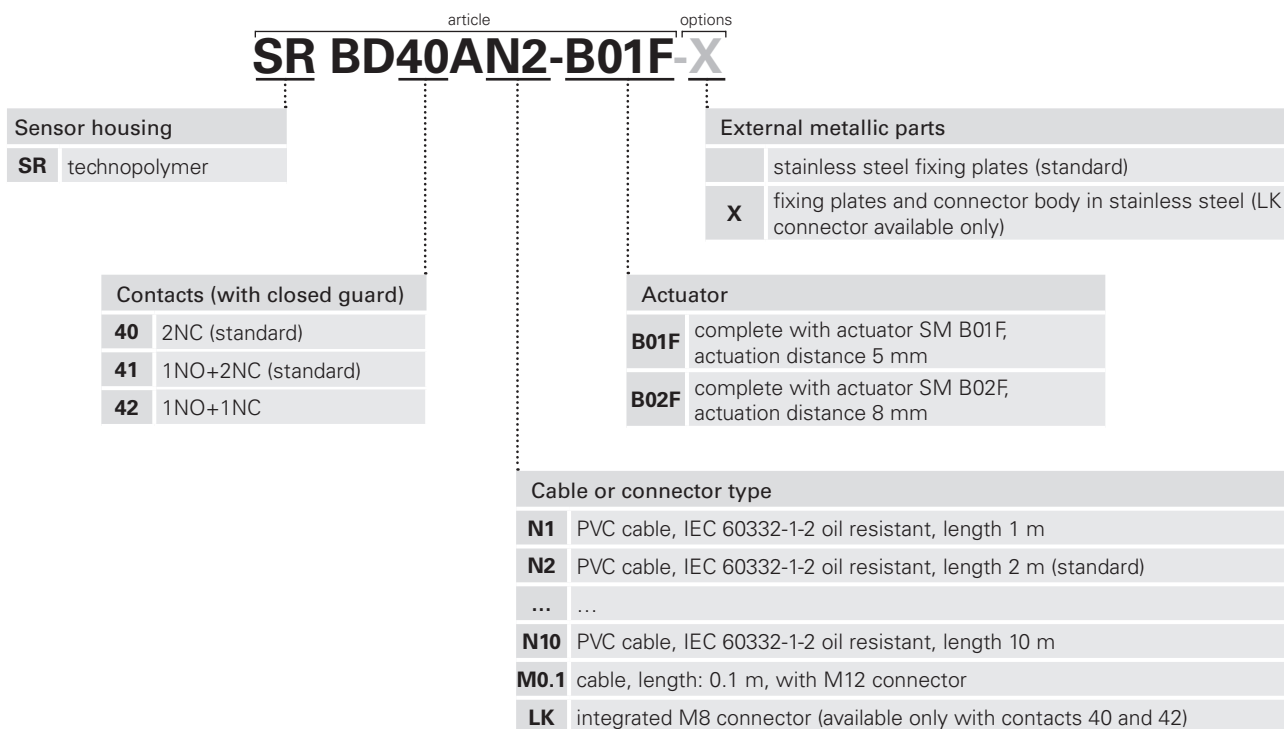 article options
SR BD40AN2-B01F-X
Sensor housing
SR technopolymer
External metallic parts
stainless steel fixing plates (standard)
X fixing plates and connector body in stainless steel (LK
connector available only)
Contacts (with closed guard)
40 2NC (standard)
41 1NO+2NC (standard)
42 1NO+1NC
Actuator
B01F complete with actuator SM B01F,
actuation distance 5 mm
B02F complete with actuator SM B02F,
actuation distance 8 mm
Cable or connector type
N1 PVC cable, IEC 60332-1-2 oil resistant, length 1 m
N2 PVC cable, IEC 60332-1-2 oil resistant, length 2 m (standard)
... ...
N10 PVC cable, IEC 60332-1-2 oil resistant, length 10 m
M0.1 cable, length: 0.1 m, with M12 connector
LK integrated M8 connector (available only with contacts 40 and 42)